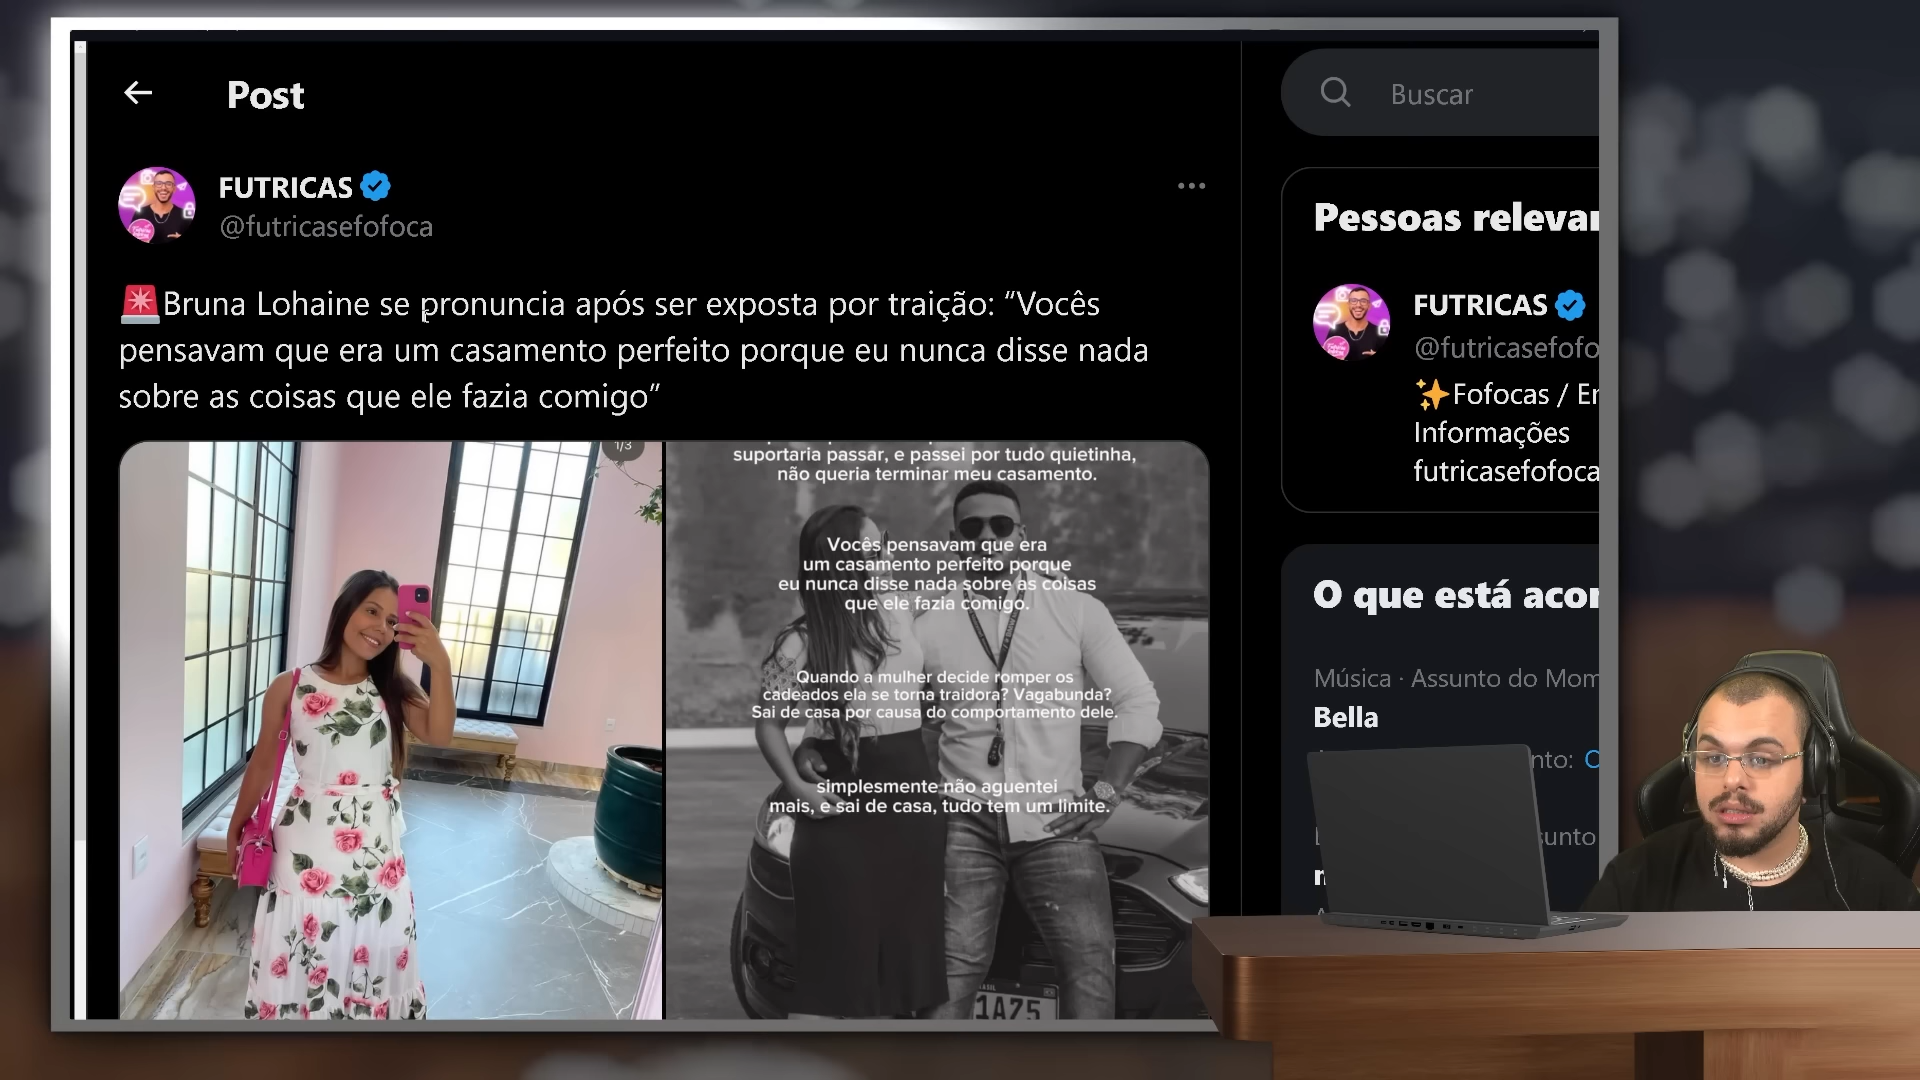 Post
Buscar
FUTRICAS
@futricasefofoca
🚨Bruna Lohaine se pronuncia após ser exposta por traição: “Vocês
pensavam que era um casamento perfeito porque eu nunca disse nada
sobre as coisas que ele fazia comigo”
1/3
suportaria passar, e passei por tudo quietinha,
não queria terminar meu casamento.
Vocês pensavam que era
um casamento perfeito porque
eu nunca disse nada sobre as coisas
que ele fazia comigo.
Quando a mulher decide romper os
cadeados ela se torna traidora? Vagabunda?
Sai de casa por causa do comportamento dele.
simplesmente não aguentei
mais, e sai de casa, tudo tem um limite.
1AZ5
Pessoas relevan
FUTRICAS
@futricasefofo
✨Fofocas / En
Informações
futricasefofoca
O que está acon
Música · Assunto do Mom
Bella
nto:
sunto